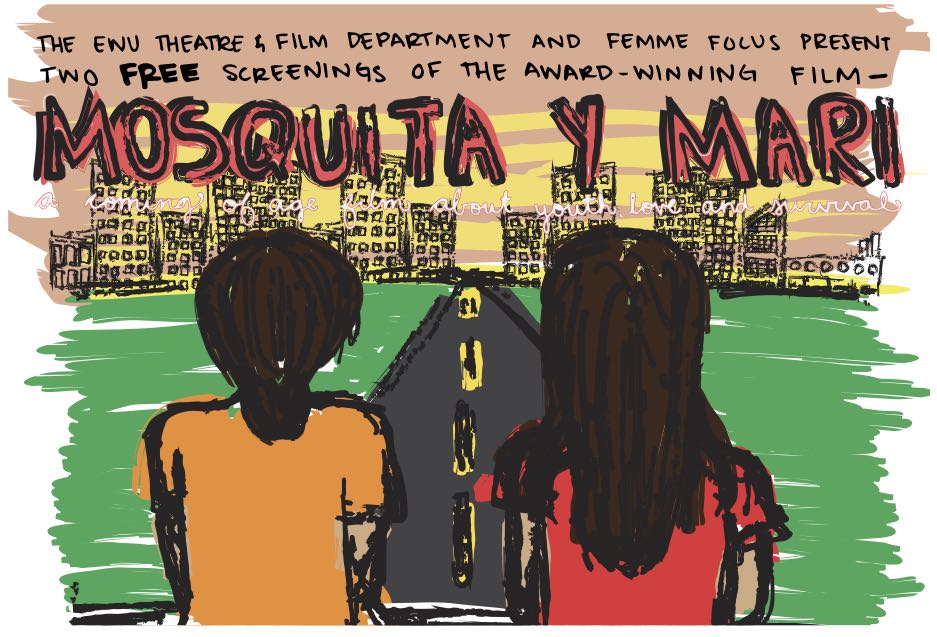 THE EWU THEATRE & FILM DEPARTMENT AND FEMME FOCUS PRESENT
TWO FREE SCREENINGS OF THE AWARD-WINNING FILM—
MOSQUITA Y MARI
a coming of age film about youth, love and survival